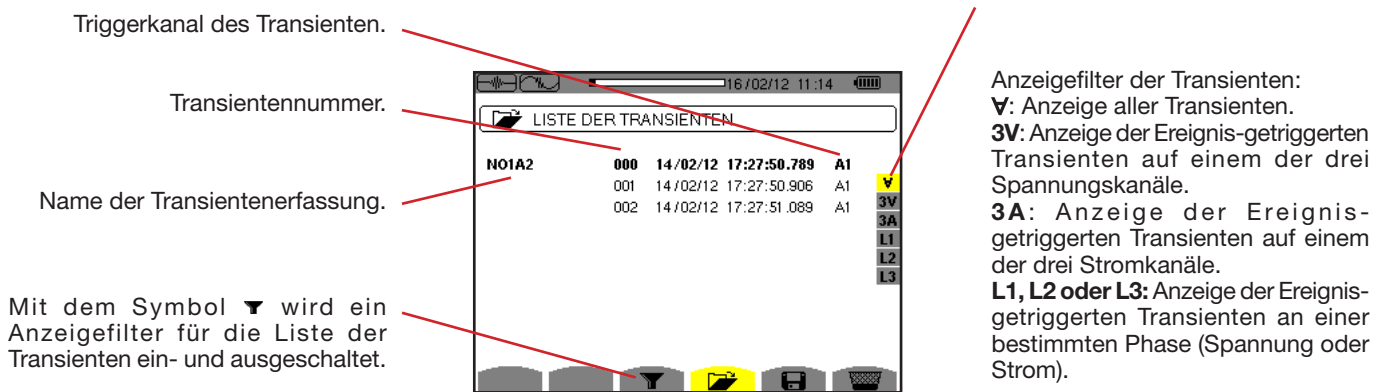 Triggerkanal des Transienten.
Transientennummer.
Name der Transientenerfassung.
Mit dem Symbol wird ein
Anzeigefilter für die Liste der
Transienten ein- und ausgeschaltet.
16/02/12 11:14
LISTE DER TRANSIENTEN
NO1A2 000 14/02/12 17:27:50.789 A1
001 14/02/12 17:27:50.906 A1
002 14/02/12 17:27:51.089 A1
∀
3V
3A
L1
L2
L3
Anzeigefilter der Transienten:
∀: Anzeige aller Transienten.
3V: Anzeige der Ereignis-getriggerten
Transienten auf einem der drei
Spannungskanäle.
3A: Anzeige der Ereignis-
getriggerten Transienten auf einem
der drei Stromkanäle.
L1, L2 oder L3: Anzeige der Ereignis-
getriggerten Transienten an einer
bestimmten Phase (Spannung oder
Strom).